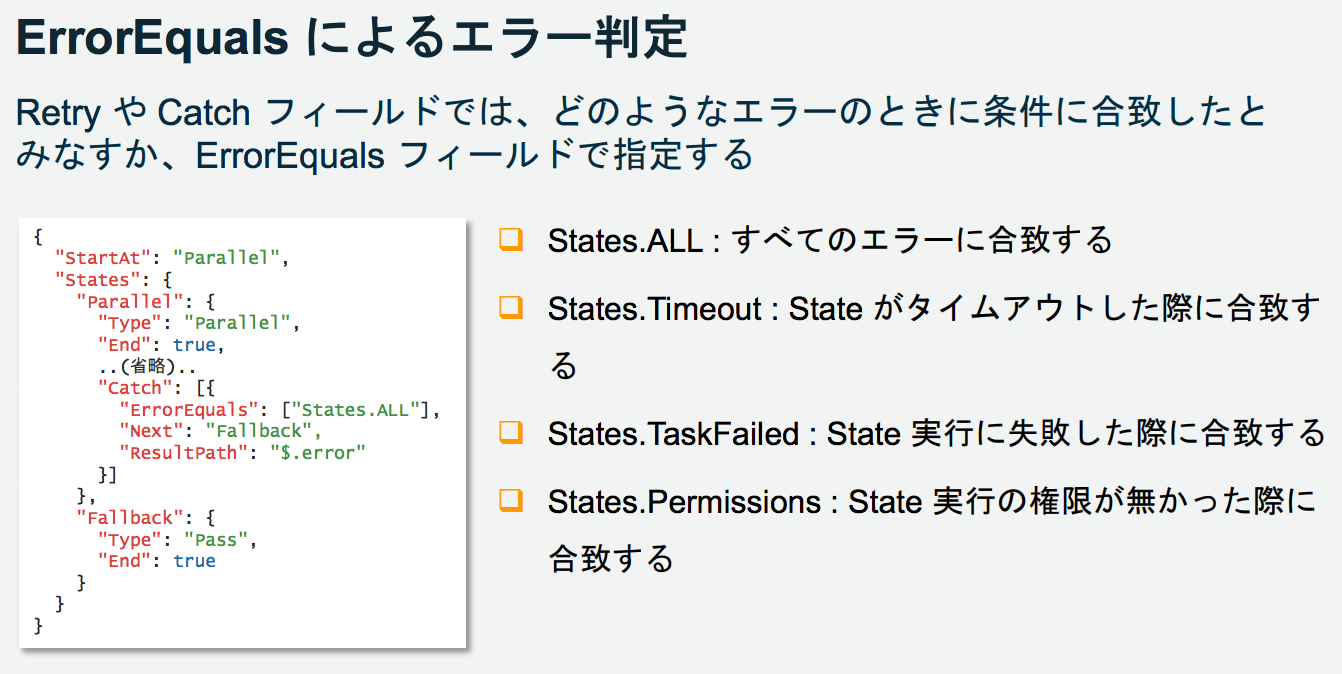 ErrorEquals によるエラー判定
Retry や Catch フィールドでは、どのようなエラーのときに条件に合致したと
みなすか、ErrorEquals フィールドで指定する
{
  "StartAt": "Parallel",
  "States": {
    "Parallel": {
      "Type": "Parallel",
      "End": true,
      ..(省略)..
      "Catch": [{
        "ErrorEquals": ["States.ALL"],
        "Next": "Fallback",
        "ResultPath": "$.error"
      }]
    },
    "Fallback": {
      "Type": "Pass",
      "End": true
    }
  }
}
States.ALL : すべてのエラーに合致する
States.Timeout : State がタイムアウトした際に合致す
る
States.TaskFailed : State 実行に失敗した際に合致する
States.Permissions : State 実行の権限が無かった際に
合致する